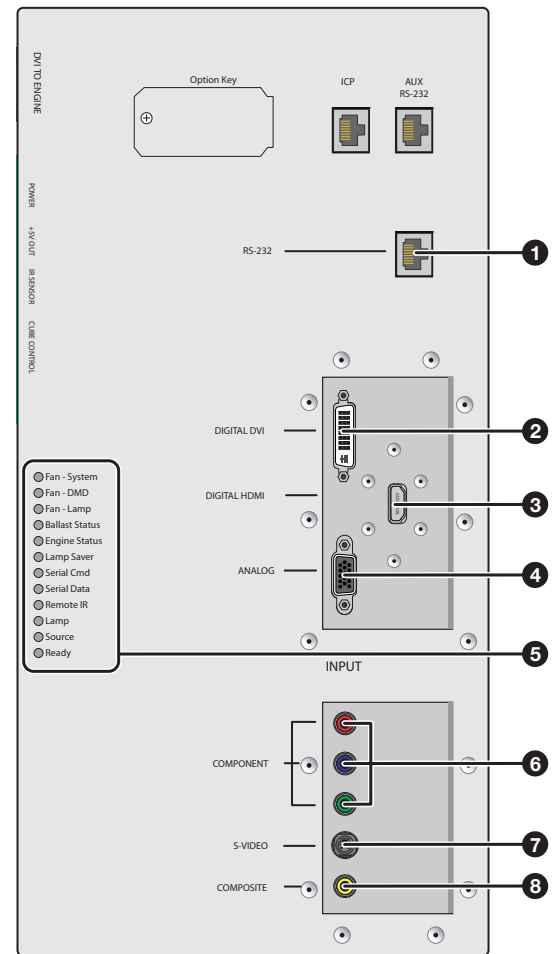 DVI TO ENGINE
Option Key
ICP
AUX
RS-232
POWER
+5V OUT
IR SENSOR
CUBE CONTROL
RS-232
1
DIGITAL DVI
2
DIGITAL HDMI
3
ANALOG
4
Fan - System
Fan - DMD
Fan - Lamp
Ballast Status
Engine Status
Lamp Saver
Serial Cmd
Serial Data
Remote IR
Lamp
Source
Ready
5
INPUT
COMPONENT
6
S-VIDEO
7
COMPOSITE
8